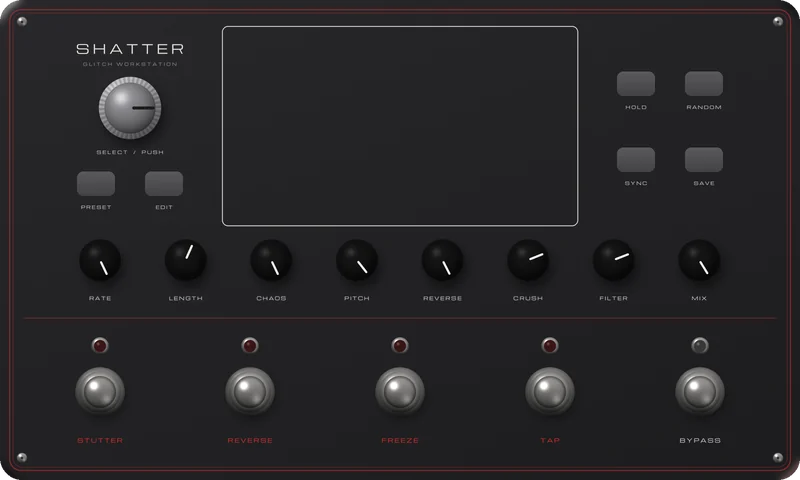 SHATTER
GLITCH WORKSTATION
SELECT / PUSH
PRESET
EDIT
HOLD
RANDOM
SYNC
SAVE
RATE
LENGTH
CHAOS
PITCH
REVERSE
CRUSH
FILTER
MIX
STUTTER
REVERSE
FREEZE
TAP
BYPASS